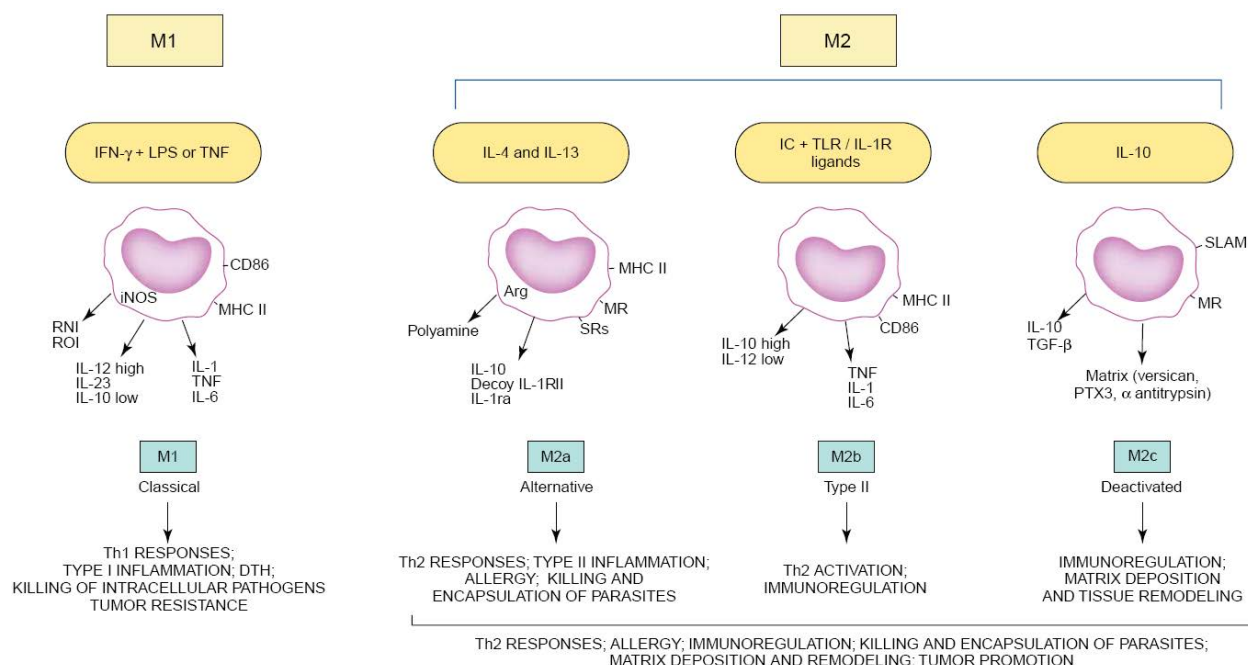 M1
M2
IFN-γ + LPS or TNF
IL-4 and IL-13
IC + TLR / IL-1R
ligands
IL-10
CD86
MHC II
iNOS
RNI
ROI
IL-12 high
IL-23
IL-10 low
IL-1
TNF
IL-6
MHC II
MR
SRs
Arg
Polyamine
IL-10
Decoy IL-1RII
IL-1ra
MHC II
CD86
IL-10 high
IL-12 low
TNF
IL-1
IL-6
SLAM
MR
IL-10
TGF-β
Matrix (versican,
PTX3, α antitrypsin)
M1
Classical
M2a
Alternative
M2b
Type II
M2c
Deactivated
Th1 RESPONSES;
TYPE I INFLAMMATION; DTH;
KILLING OF INTRACELLULAR PATHOGENS
TUMOR RESISTANCE
Th2 RESPONSES; TYPE II INFLAMMATION;
ALLERGY; KILLING AND
ENCAPSULATION OF PARASITES
Th2 ACTIVATION;
IMMUNOREGULATION
IMMUNOREGULATION;
MATRIX DEPOSITION
AND TISSUE REMODELING
Th2 RESPONSES; ALLERGY; IMMUNOREGULATION; KILLING AND ENCAPSULATION OF PARASITES;
MATRIX DEPOSITION AND REMODELING; TUMOR PROMOTION